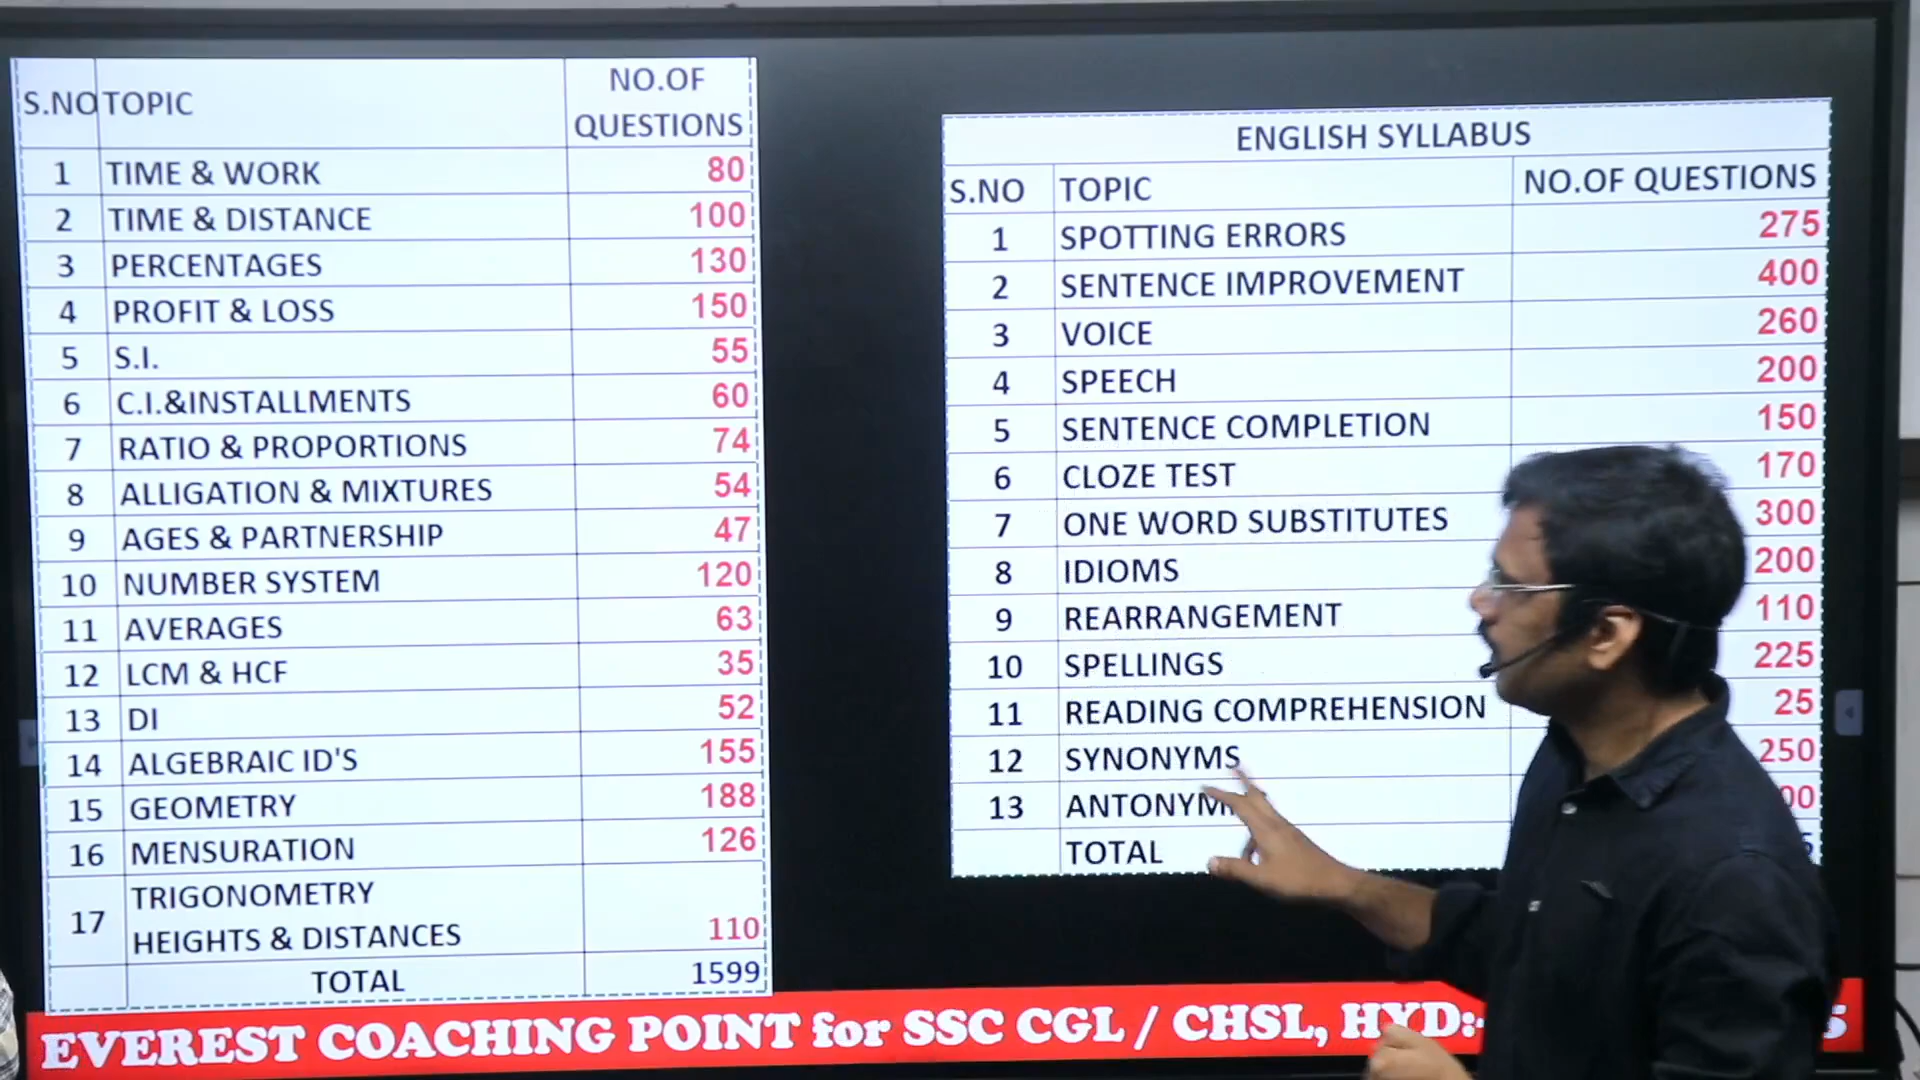 S.NO TOPIC NO.OF QUESTIONS
1 TIME & WORK 80
2 TIME & DISTANCE 100
3 PERCENTAGES 130
4 PROFIT & LOSS 150
5 S.I. 55
6 C.I.&INSTALLMENTS 60
7 RATIO & PROPORTIONS 74
8 ALLIGATION & MIXTURES 54
9 AGES & PARTNERSHIP 47
10 NUMBER SYSTEM 120
11 AVERAGES 63
12 LCM & HCF 35
13 DI 52
14 ALGEBRAIC ID'S 155
15 GEOMETRY 188
16 MENSURATION 126
17 TRIGONOMETRY
HEIGHTS & DISTANCES 110
TOTAL 1599
ENGLISH SYLLABUS
S.NO TOPIC NO.OF QUESTIONS
1 SPOTTING ERRORS 275
2 SENTENCE IMPROVEMENT 400
3 VOICE 260
4 SPEECH 200
5 SENTENCE COMPLETION 150
6 CLOZE TEST 170
7 ONE WORD SUBSTITUTES 300
8 IDIOMS 200
9 REARRANGEMENT 110
10 SPELLINGS 225
11 READING COMPREHENSION 25
12 SYNONYMS 250
13
TOTAL
EVEREST COACHING POINT for SSC CGL / CHSL, HYD:-